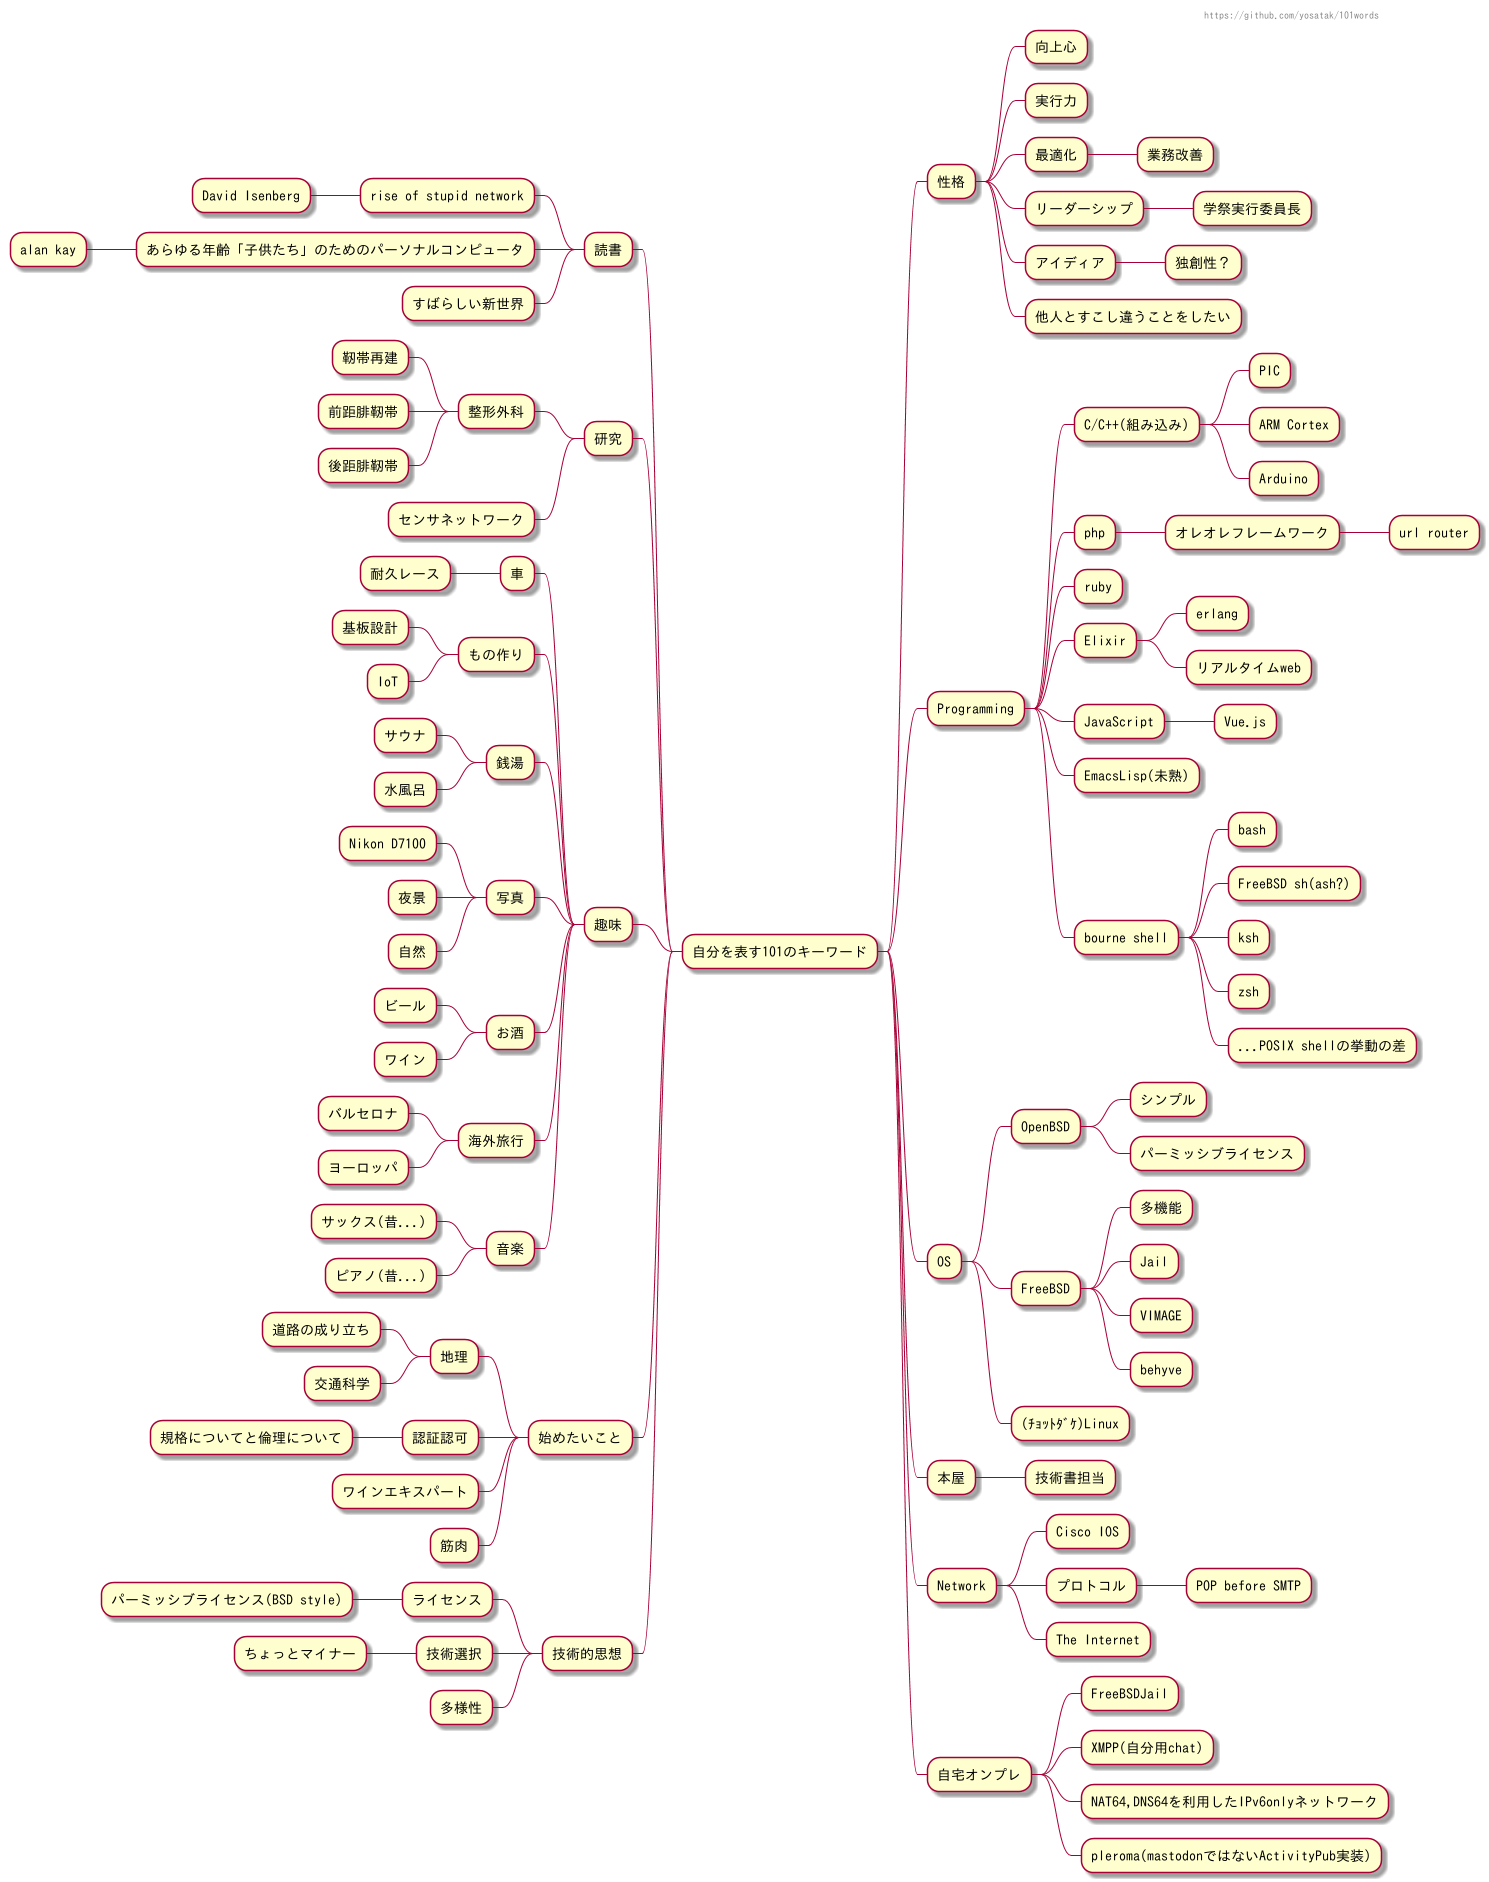 https://github.com/yosatak/101words
自分を表す101のキーワード
性格
向上心
実行力
最適化
業務改善
リーダーシップ
学祭実行委員長
アイディア
独創性？
他人とすこし違うことをしたい
Programming
C/C++(組み込み)
PIC
ARM Cortex
Arduino
php
オレオレフレームワーク
url router
ruby
Elixir
erlang
リアルタイムweb
JavaScript
Vue.js
EmacsLisp(未熟)
bourne shell
bash
FreeBSD sh(ash?)
ksh
zsh
...POSIX shellの挙動の差
OS
OpenBSD
シンプル
パーミッシブライセンス
FreeBSD
多機能
Jail
VIMAGE
behyve
(ﾁｮｯﾄﾀﾞｹ)Linux
本屋
技術書担当
Network
Cisco IOS
プロトコル
POP before SMTP
The Internet
自宅オンプレ
FreeBSDJail
XMPP(自分用chat)
NAT64,DNS64を利用したIPv6onlyネットワーク
pleroma(mastodonではないActivityPub実装)
読書
rise of stupid network
David Isenberg
あらゆる年齢「子供たち」のためのパーソナルコンピュータ
alan kay
すばらしい新世界
研究
整形外科
靭帯再建
前距腓靭帯
後距腓靭帯
センサネットワーク
趣味
車
耐久レース
もの作り
基板設計
IoT
銭湯
サウナ
水風呂
写真
Nikon D7100
夜景
自然
お酒
ビール
ワイン
海外旅行
バルセロナ
ヨーロッパ
音楽
サックス(昔...)
ピアノ(昔...)
始めたいこと
地理
道路の成り立ち
交通科学
認証認可
規格についてと倫理について
ワインエキスパート
筋肉
技術的思想
ライセンス
パーミッシブライセンス(BSD style)
技術選択
ちょっとマイナー
多様性